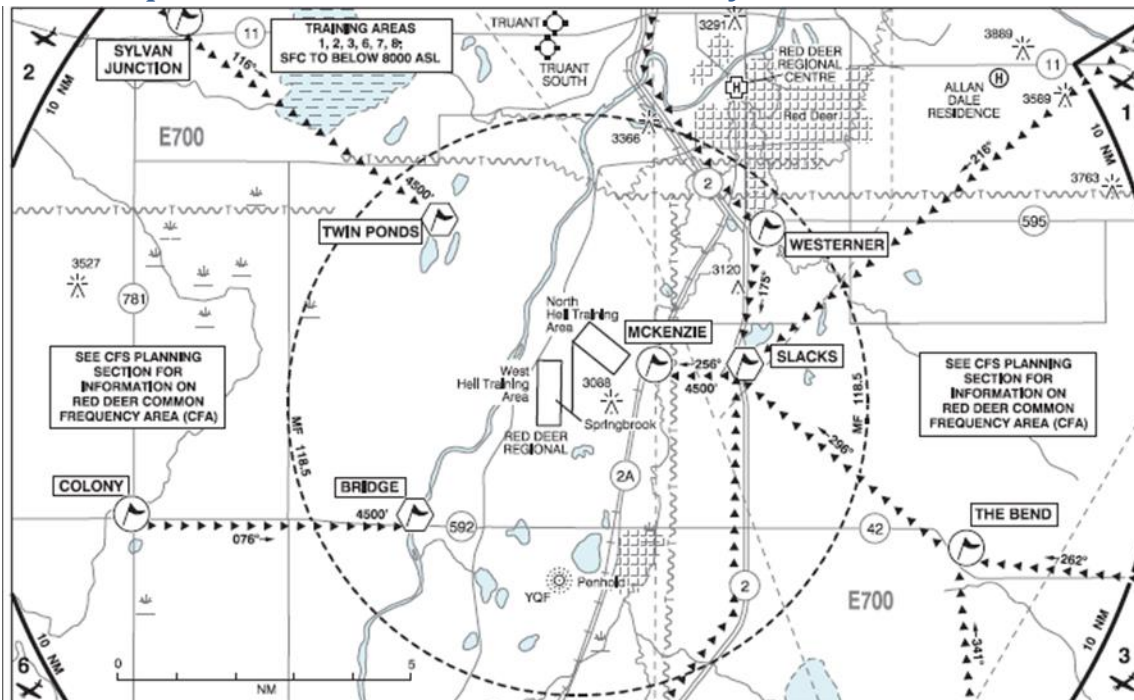 TRUANT
TRAINING AREAS
1, 2, 3, 6, 7, 8;
SFC TO BELOW 8000 ASL
11
SYLVAN
JUNCTION
116°
2
10 NM
TRUANT
SOUTH
3291
RED DEER
REGIONAL
CENTRE
H
Red Deer
3889
H
ALLAN
DALE
RESIDENCE
11
3569
1
10 NM
3366
E700
216°
3763
4500'
2
TWIN PONDS
WESTERNER
595
3527
781
3120
175°
North
Hell Training
Area
MCKENZIE
SLACKS
256°
4500'
SEE CFS PLANNING
SECTION FOR
INFORMATION ON
RED DEER COMMON
FREQUENCY AREA (CFA)
West
Hell Training
Area
3088
Springbrook
RED DEER
REGIONAL
SEE CFS PLANNING
SECTION FOR
INFORMATION ON
RED DEER COMMON
FREQUENCY AREA (CFA)
MF 118.5
MF 118.5
296°
2A
COLONY
BRIDGE
4500'
592
076°
42
THE BEND
262°
YQF
Penhold
2
E700
341°
6
10 NM
0
5
NM
10 NM
3